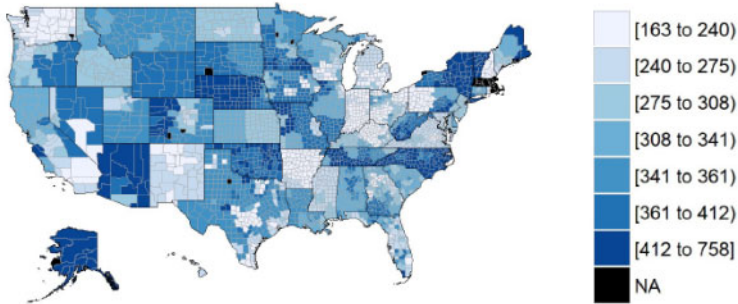 [163 to 240)
[240 to 275)
[275 to 308)
[308 to 341)
[341 to 361)
[361 to 412)
[412 to 758]
NA